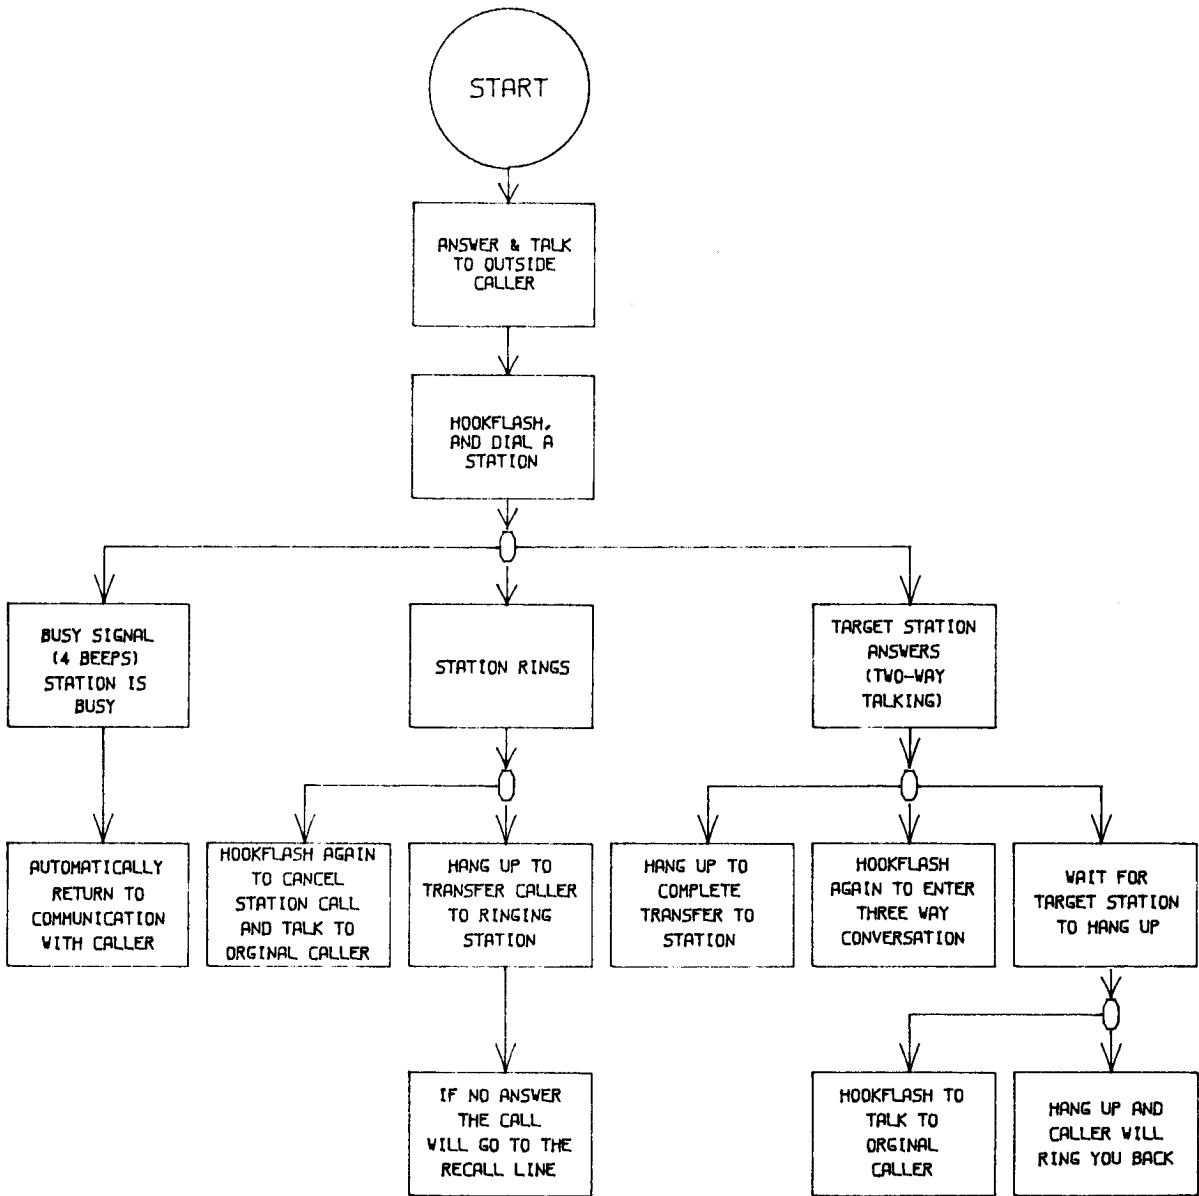 START
ANSWER & TALK
TO OUTSIDE
CALLER
HOOKFLASH,
AND DIAL A
STATION
BUSY SIGNAL
(4 BEEPS)
STATION IS
BUSY
STATION RINGS
TARGET STATION
ANSWERS
(TWO-WAY
TALKING)
AUTOMATICALLY
RETURN TO
COMMUNICATION
WITH CALLER
HOOKFLASH AGAIN
TO CANCEL
STATION CALL
AND TALK TO
ORGINAL CALLER
HANG UP TO
TRANSFER CALLER
TO RINGING
STATION
HANG UP TO
COMPLETE
TRANSFER TO
STATION
HOOKFLASH
AGAIN TO ENTER
THREE WAY
CONVERSATION
WAIT FOR
TARGET STATION
TO HANG UP
IF NO ANSWER
THE CALL
WILL GO TO THE
RECALL LINE
HOOKFLASH TO
TALK TO
ORGINAL
CALLER
HANG UP AND
CALLER WILL
RING YOU BACK